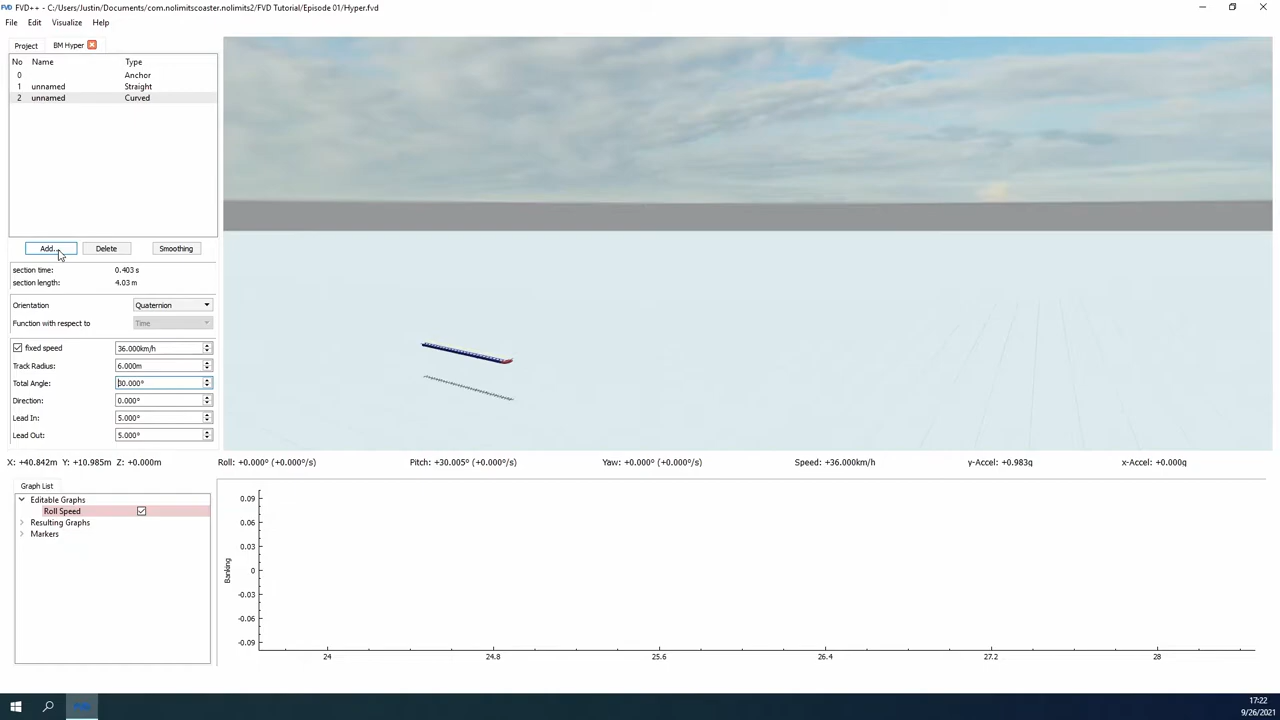 FVD++ - C:/Users/Justin/Documents/com.nolimitscoaster.nolimits2/FVD Tutorial/Episode 01/Hyper.fvd
File Edit Visualize Help
Project BM Hyper
No Name Type
0 Anchor
1 unnamed Straight
2 unnamed Curved
Add... Delete Smoothing
section time: 0.403 s
section length: 4.03 m
Orientation Quaternion
Function with respect to Time
fixed speed 36.000km/h
Track Radius: 6.000m
Total Angle: 30.000°
Direction: 0.000°
Lead In: 5.000°
Lead Out: 5.000°
X: +40.842m Y: +10.985m Z: +0.000m Roll: +0.000° (+0.000°/s) Pitch: +30.005° (+0.000°/s) Yaw: +0.000° (+0.000°/s) Speed: +36.000km/h y-Accel: +0.983g x-Accel: +0.000g
Graph List
Editable Graphs
Roll Speed
Resulting Graphs
Markers
Banking
0.09
0.06
0.03
0
-0.03
-0.06
-0.09
24 24.8 25.6 26.4 27.2 28
FVD
17:22
9/26/2021